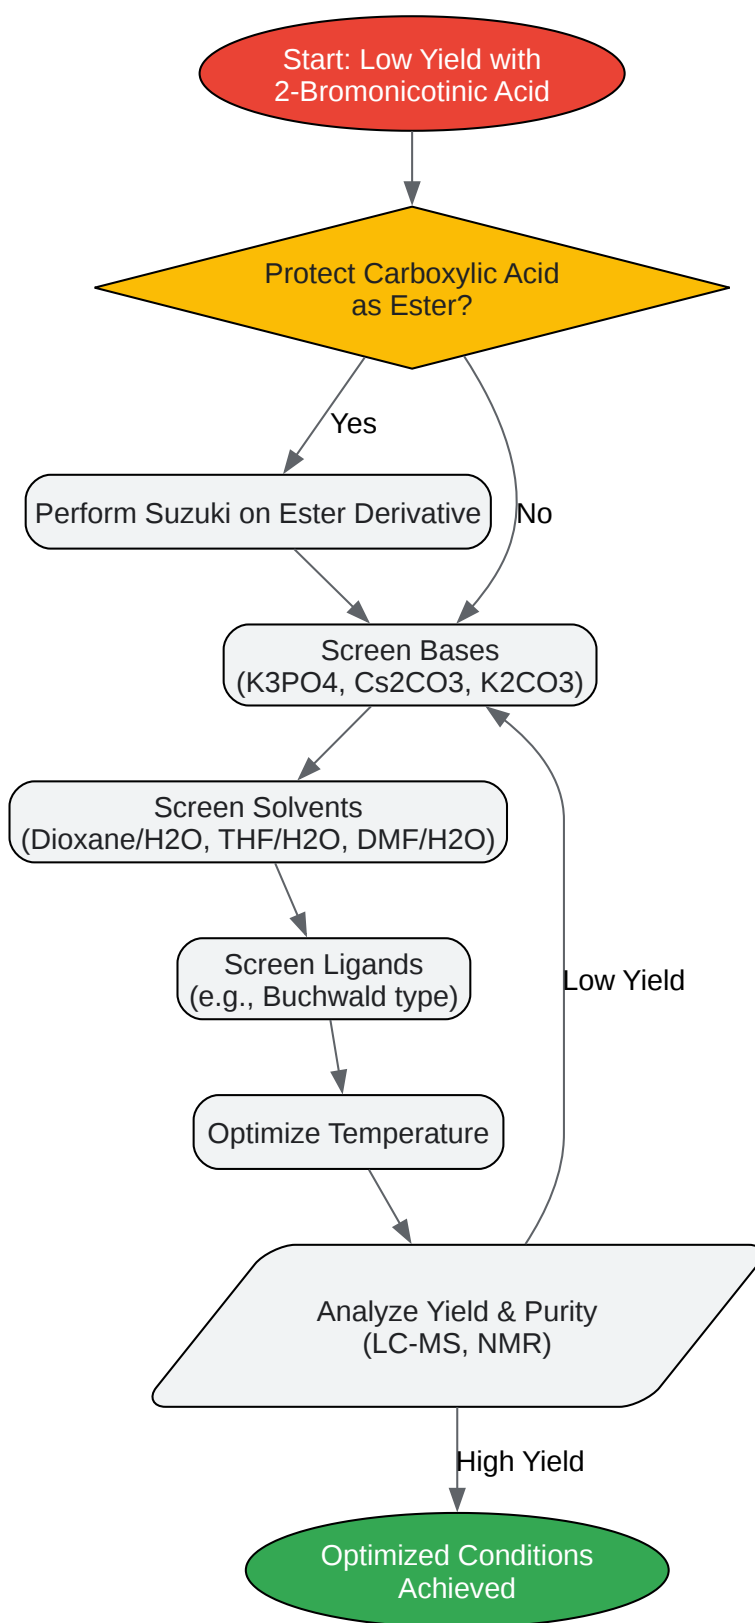 Start: Low Yield with
2-Bromonicotinic Acid
Protect Carboxylic Acid
as Ester?
Yes
Perform Suzuki on Ester Derivative
No
Screen Bases
(K3PO4, Cs2CO3, K2CO3)
Screen Solvents
(Dioxane/H2O, THF/H2O, DMF/H2O)
Screen Ligands
(e.g., Buchwald type)
Low Yield
Optimize Temperature
Analyze Yield & Purity
(LC-MS, NMR)
High Yield
Optimized Conditions
Achieved